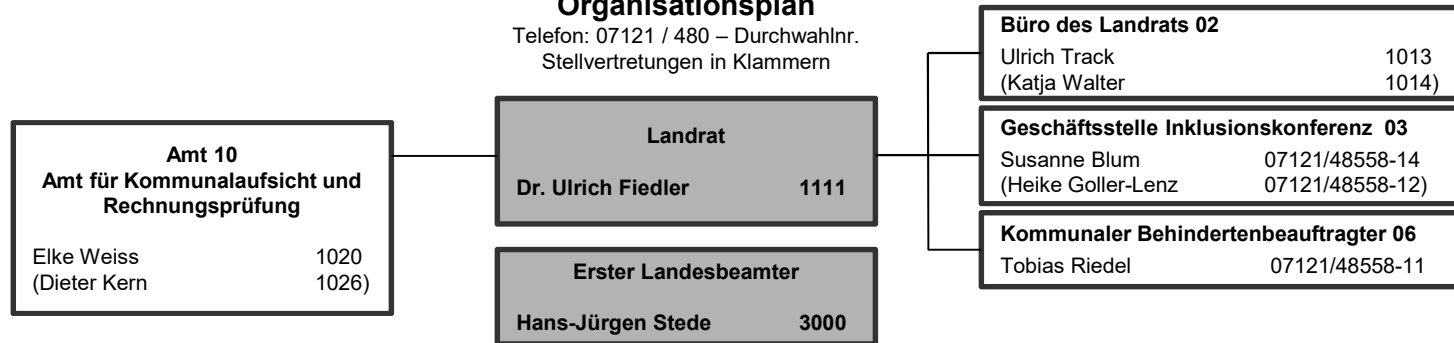 Organisationsplan
Telefon: 07121 / 480 – Durchwahlnr.
Stellvertretungen in Klammern
Amt 10
Amt für Kommunalaufsicht und
Rechnungsprüfung
Elke Weiss 1020
(Dieter Kern 1026)
Landrat
Dr. Ulrich Fiedler 1111
Erster Landesbeamter
Hans-Jürgen Stede 3000
Büro des Landrats 02
Ulrich Track 1013
(Katja Walter 1014)
Geschäftsstelle Inklusionskonferenz 03
Susanne Blum 07121/48558-14
(Heike Goller-Lenz 07121/48558-12)
Kommunaler Behindertenbeauftragter 06
Tobias Riedel 07121/48558-11